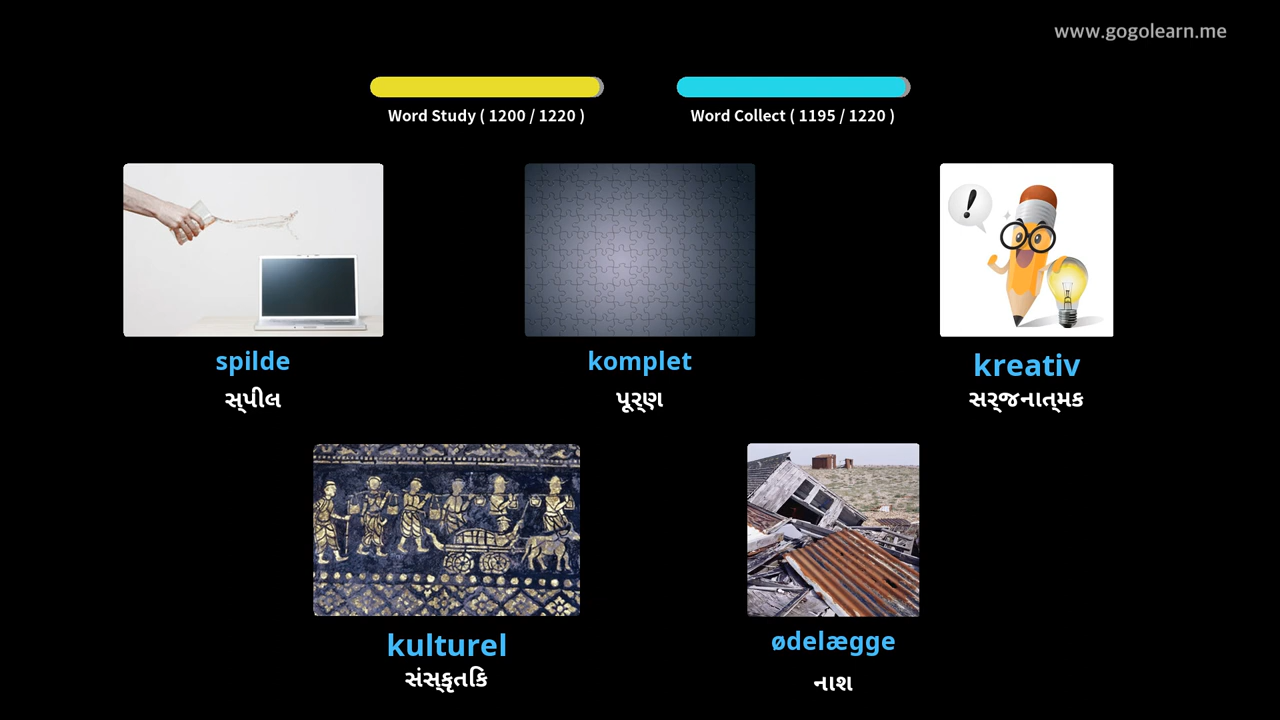 www.gogolearn.me
Word Study ( 1200 / 1220 )
Word Collect ( 1195 / 1220 )
!
spilde
komplet
kreativ
સ્પીલ
પૂર્ણ
સર્જનાત્મક
kulturel
ødelægge
સંસ્કૃતકિ
નાશ